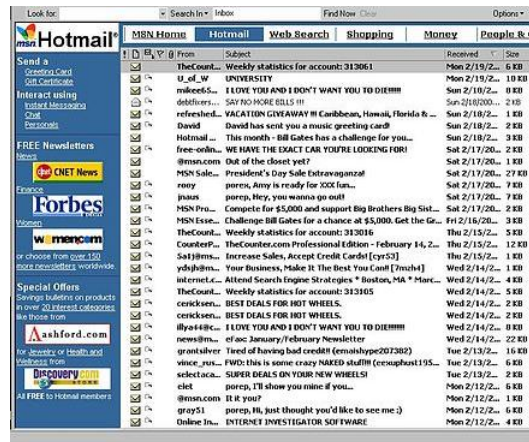 Look for: Search In Inbox Find Now Clear Options
msn Hotmail
MSN Home Hotmail Web Search Shopping Money People &
Send a
Greeting Card
Gift Certificate
Interact using
Instant Messaging
Chat
Personals
FREE Newsletters
News
CNET News
Finance
Forbes
Women
women.com
or choose from over 150
more newsletters worldwide.
Special Offers
Savings bulletins on products
in over 20 interest categories
like those from
Ashford.com
for Jewelry or Health and
Wellness from
Discovery.com
All FREE to Hotmail members
From Subject Received Size
TheCount... Weekly statistics for account: 313061 Mon 2/19/2... 6 KB
U_of_W UNIVERSITY Mon 2/19/2... 10 KB
mikee65... I LOVE YOU AND I DON'T WANT YOU TO DIE!!!!!! Sun 2/18/2... 8 KB
debtfixers... SAY NO MORE BILLS !!! Sun 2/18/200... 2 KB
refreshed... VACATION GIVEAWAY !!! Caribbean, Hawaii, Florida & ... Sun 2/18/2... 8 KB
David David has sent you a music greeting card! Sun 2/18/2... 2 KB
Hotmail ... This month - Bill Gates has a challenge for you... Sun 2/18/2... 3 KB
free-onlin... WE HAVE THE EXACT CAR YOU'RE LOOKING FOR! Sat 2/17/20... 2 KB
@msn.com Out of the closet yet? Sat 2/17/20... 1 KB
MSN Sale... President's Day Sale Extravaganza! Sat 2/17/20... 27 KB
rooy porex, Amy is ready for XXX fun... Sat 2/17/20... 7 KB
jnaus porep, Hey, you wanna go out! Sat 2/17/20... 7 KB
MSN Pro... Compete for $5,000 and support Big Brothers Big Sist... Sat 2/17/20... 2 KB
MSN Esse... Challenge Bill Gates for a chance at $5,000. Get the Gr... Fri 2/16/20... 3 KB
TheCount... Weekly statistics for account: 313016 Thu 2/15/2... 5 KB
CounterP... TheCounter.com Professional Edition - February 14, 2... Thu 2/15/2... 12 KB
Sa1j@ms... Increase Sales, Accept Credit Cards! [cyr53] Thu 2/15/2... 1 KB
ydsjh@m... Your Business, Make It The Best You Can!! [7mzh4] Wed 2/14/2... 1 KB
internet.c... Attend Search Engine Strategies * Boston, MA * Marc... Wed 2/14/2... 4 KB
TheCount... Weekly statistics for account: 313105 Wed 2/14/2... 5 KB
cericksen... BEST DEALS FOR HOT WHEELS. Wed 2/14/2... 2 KB
cericksen... BEST DEALS FOR HOT WHEELS. Wed 2/14/2... 2 KB
illya44@c... I LOVE YOU AND I DON'T WANT YOU TO DIE!!!!!! Wed 2/14/2... 8 KB
news@m... eFax: January/February Newsletter Wed 2/14/2... 22 KB
grantsilver Tired of having bad credit!! (emaishype207382) Tue 2/13/2... 16 KB
vince_rus... FWD: this is some crazy NAKED stuff!!! (eexuphust195... Tue 2/13/2... 6 KB
selectaca... SUPER DEALS ON YOUR NEW WHEELS! Tue 2/13/2... 2 KB
elet porep, I'll show you mine if you... Mon 2/12/2... 6 KB
@msn.com It it you? Mon 2/12/2... 1 KB
gray51 porep, Hi, just thought you'd like to see me ;) Mon 2/12/2... 6 KB
Online In... INTERNET INVESTIGATOR SOFTWARE Mon 2/12/2... 4 KB